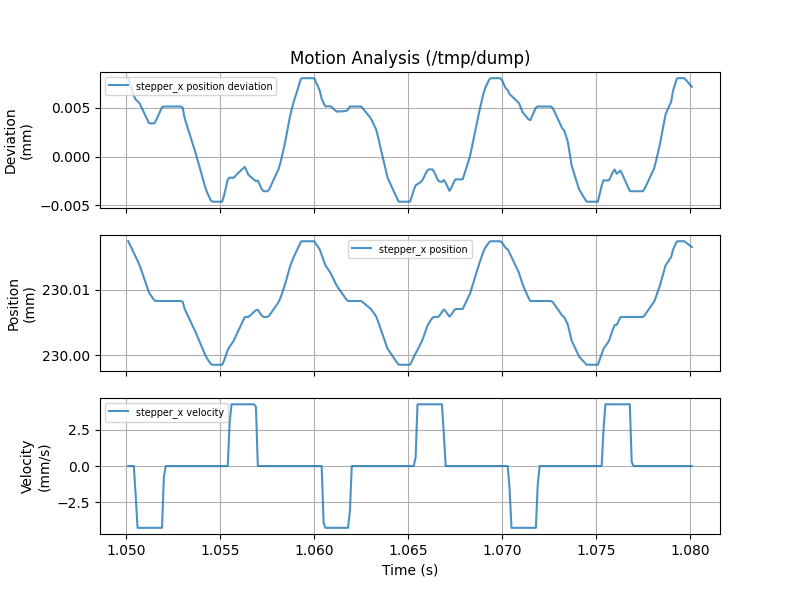 Motion Analysis (/tmp/dump)
stepper_x position deviation
0.005
0.000
−0.005
Deviation
(mm)
stepper_x position
230.01
230.00
Position
(mm)
stepper_x velocity
2.5
0.0
−2.5
Velocity
(mm/s)
1.050 1.055 1.060 1.065 1.070 1.075 1.080
Time (s)